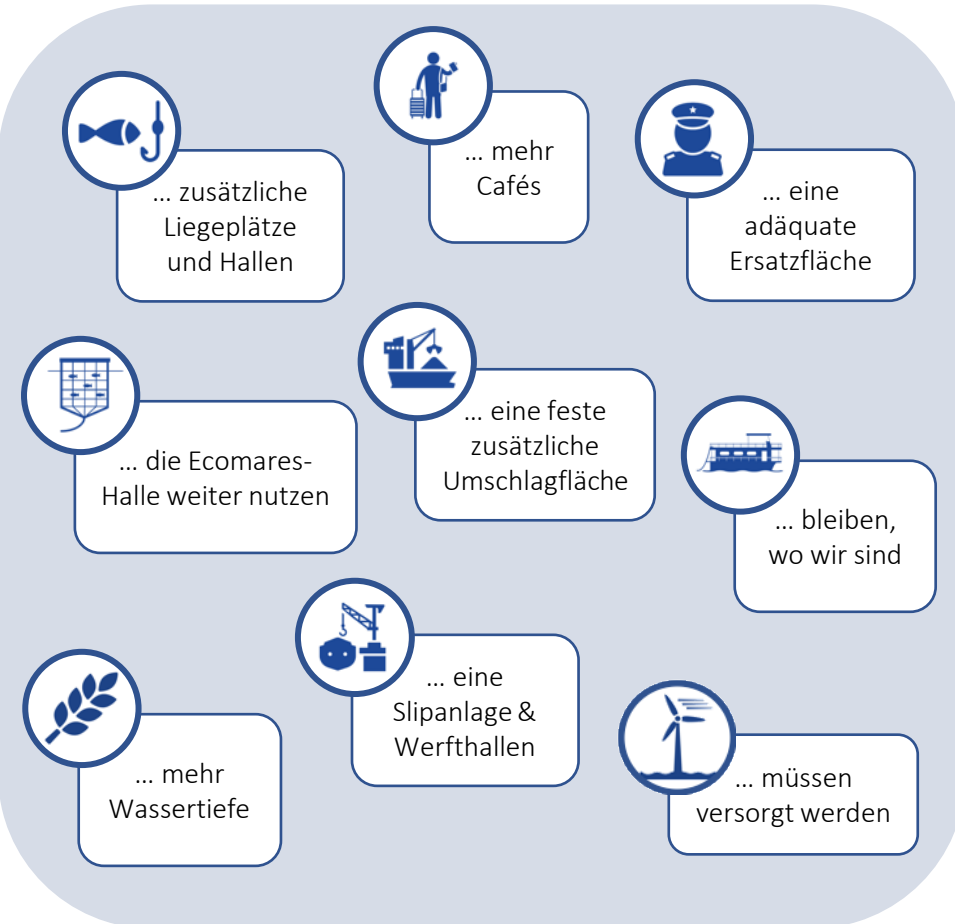 ... zusätzliche
Liegeplätze
und Hallen
... mehr
Cafés
... eine
adäquate
Ersatzfläche
... die Ecomares-
Halle weiter nutzen
... eine feste
zusätzliche
Umschlagfläche
... bleiben,
wo wir sind
... mehr
Wassertiefe
... eine
Slipanlage &
Werfthallen
... müssen
versorgt werden